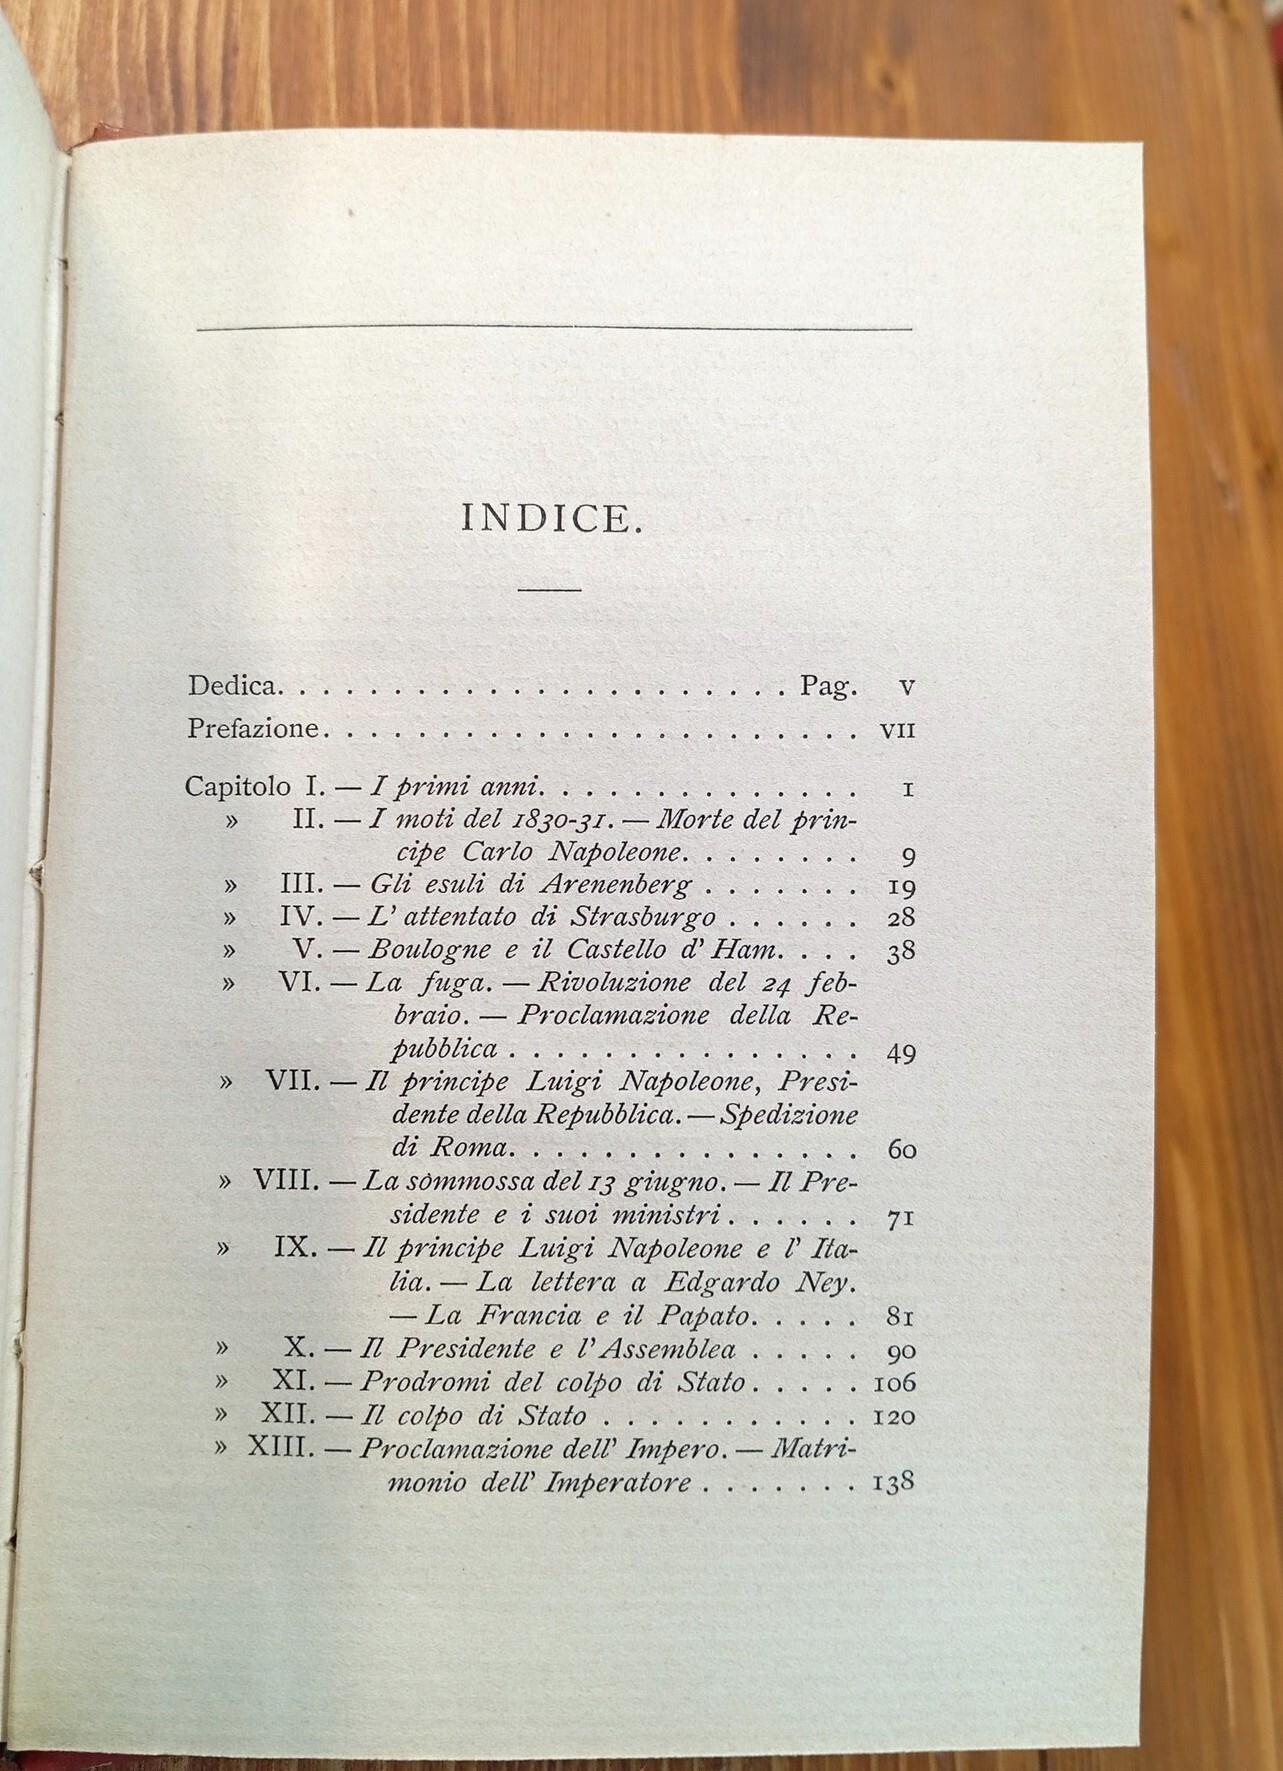 INDICE.
Dedica. . . . . . . . . . . . . . . . . . . . . . . Pag. V
Prefazione. . . . . . . . . . . . . . . . . . . . . . . . VII
Capitolo I. — I primi anni. . . . . . . . . . . . . . . 1
» II. — I moti del 1830-31. — Morte del prin-
cipe Carlo Napoleone. . . . . . . . 9
» III. — Gli esuli di Arenenberg . . . . . . . 19
» IV. — L' attentato di Strasburgo . . . . . . 28
» V. — Boulogne e il Castello d' Ham. . . . 38
» VI. — La fuga. — Rivoluzione del 24 feb-
braio. — Proclamazione della Re-
pubblica . . . . . . . . . . . . . . . 49
» VII. — Il principe Luigi Napoleone, Presi-
dente della Repubblica. — Spedizione
di Roma. . . . . . . . . . . . . . . 60
» VIII. — La sommossa del 13 giugno. — Il Pre-
sidente e i suoi ministri . . . . . . 71
» IX. — Il principe Luigi Napoleone e l' Ita-
lia. — La lettera a Edgardo Ney.
— La Francia e il Papato. . . . . 81
» X. — Il Presidente e l' Assemblea . . . . . 90
» XI. — Prodromi del colpo di Stato . . . . . 106
» XII. — Il colpo di Stato . . . . . . . . . . . 120
» XIII. — Proclamazione dell' Impero. — Matri-
monio dell' Imperatore . . . . . . . 138